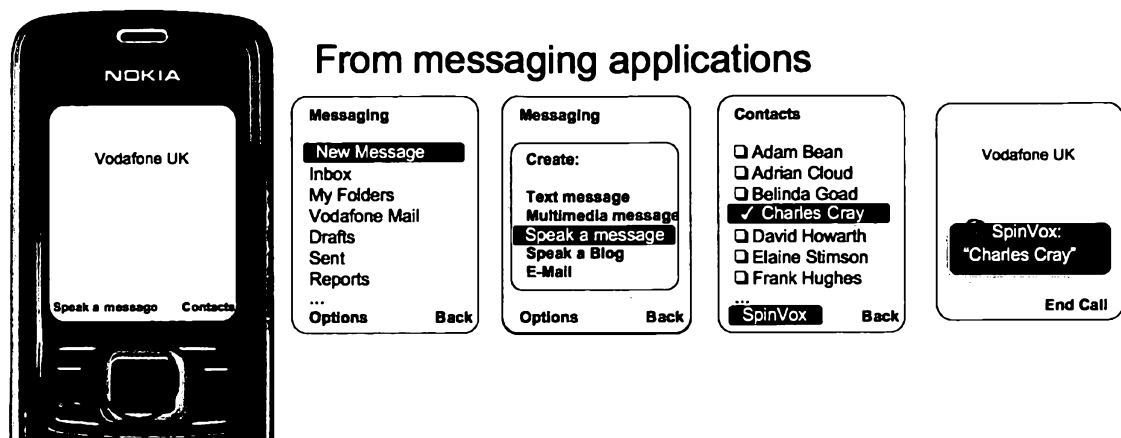 From messaging applications
NOKIA
Vodafone UK
Speak a message Contacts
Messaging
New Message
Inbox
My Folders
Vodafone Mail
Drafts
Sent
Reports
...
Options Back
Messaging
Create:
Text message
Multimedia message
Speak a message
Speak a Blog
E-Mail
Options Back
Contacts
❑ Adam Bean
❑ Adrian Cloud
❑ Belinda Goad
✓ Charles Cray
❑ David Howarth
❑ Elaine Stimson
❑ Frank Hughes
...
SpinVox Back
Vodafone UK
SpinVox:
"Charles Cray"
End Call